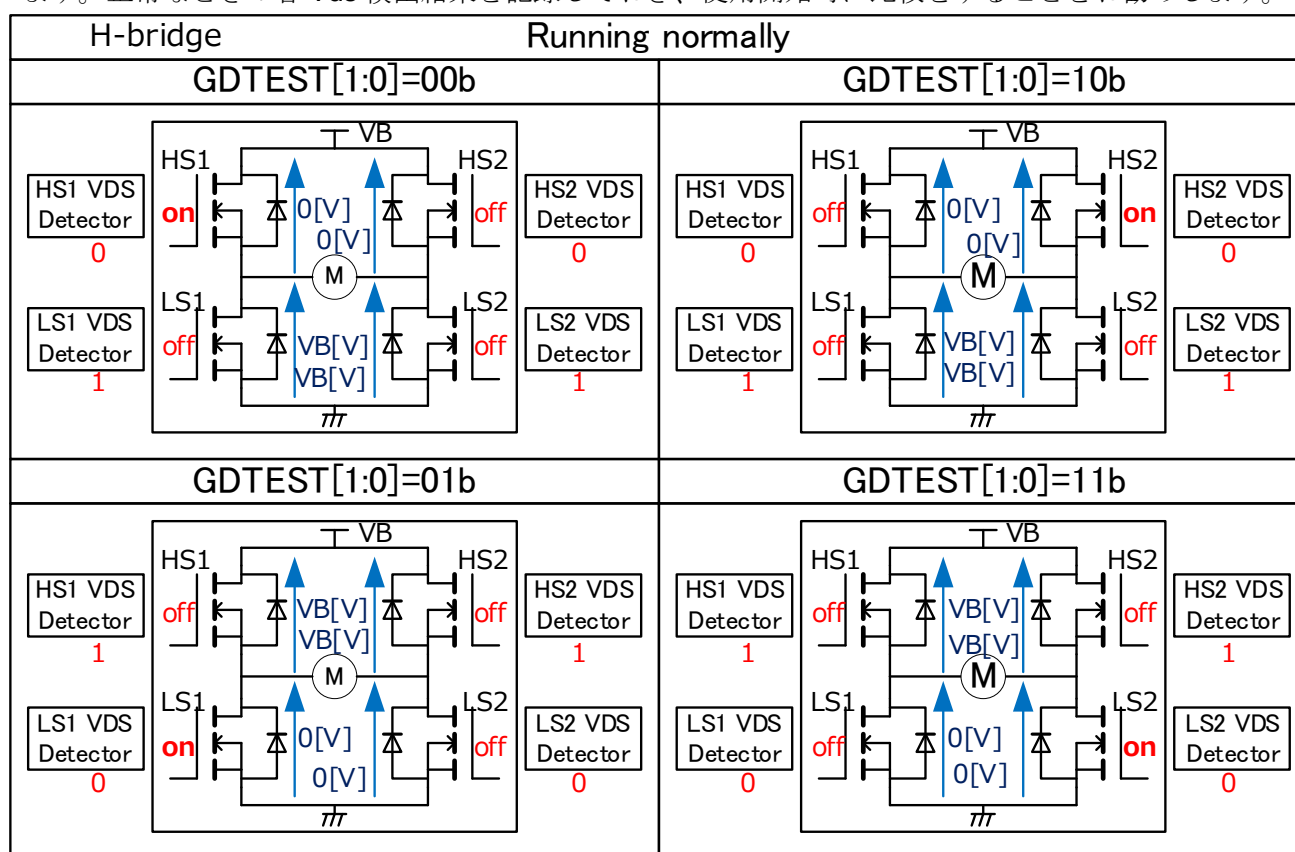 H-bridge Running normally
GDTEST[1:0]=00b GDTEST[1:0]=10b
VB
HS1 HS2
HS1 VDS Detector
0
on
0[V]
0[V]
off
HS2 VDS Detector
0
M
LS1 LS2
LS1 VDS Detector
1
off
VB[V]
VB[V]
off
LS2 VDS Detector
1
VB
HS1 HS2
HS1 VDS Detector
0
off
0[V]
0[V]
on
HS2 VDS Detector
0
M
LS1 LS2
LS1 VDS Detector
1
off
VB[V]
VB[V]
off
LS2 VDS Detector
1
GDTEST[1:0]=01b GDTEST[1:0]=11b
VB
HS1 HS2
HS1 VDS Detector
1
off
VB[V]
VB[V]
off
HS2 VDS Detector
1
M
LS1 LS2
LS1 VDS Detector
0
on
0[V]
0[V]
off
LS2 VDS Detector
0
VB
HS1 HS2
HS1 VDS Detector
1
off
VB[V]
VB[V]
off
HS2 VDS Detector
1
M
LS1 LS2
LS1 VDS Detector
0
off
0[V]
0[V]
on
LS2 VDS Detector
0